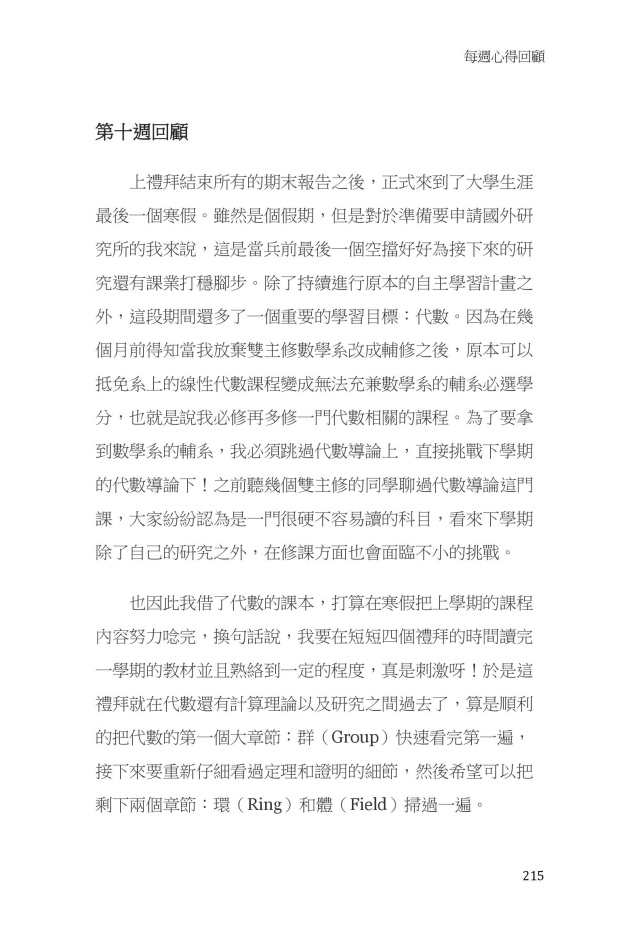 每週心得回顧
第十週回顧
上禮拜結束所有的期末報告之後，正式來到了大學生涯
最後一個寒假。雖然是個假期，但是對於準備要申請國外研
究所的我來說，這是當兵前最後一個空擋好好為接下來的研
究還有課業打穩腳步。除了持續進行原本的自主學習計畫之
外，這段期間還多了一個重要的學習目標：代數。因為在幾
個月前得知當我放棄雙主修數學系改成輔修之後，原本可以
抵免系上的線性代數課程變成無法充兼數學系的輔系必選學
分，也就是說我必修再多修一門代數相關的課程。為了要拿
到數學系的輔系，我必須跳過代數導論上，直接挑戰下學期
的代數導論下！之前聽幾個雙主修的同學聊過代數導論這門
課，大家紛紛認為是一門很硬不容易讀的科目，看來下學期
除了自己的研究之外，在修課方面也會面臨不小的挑戰。
也因此我借了代數的課本，打算在寒假把上學期的課程
內容努力唸完，換句話說，我要在短短四個禮拜的時間讀完
一學期的教材並且熟絡到一定的程度，真是刺激呀！於是這
禮拜就在代數還有計算理論以及研究之間過去了，算是順利
的把代數的第一個大章節：群（Group）快速看完第一遍，
接下來要重新仔細看過定理和證明的細節，然後希望可以把
剩下兩個章節：環（Ring）和體（Field）掃過一遍。
215